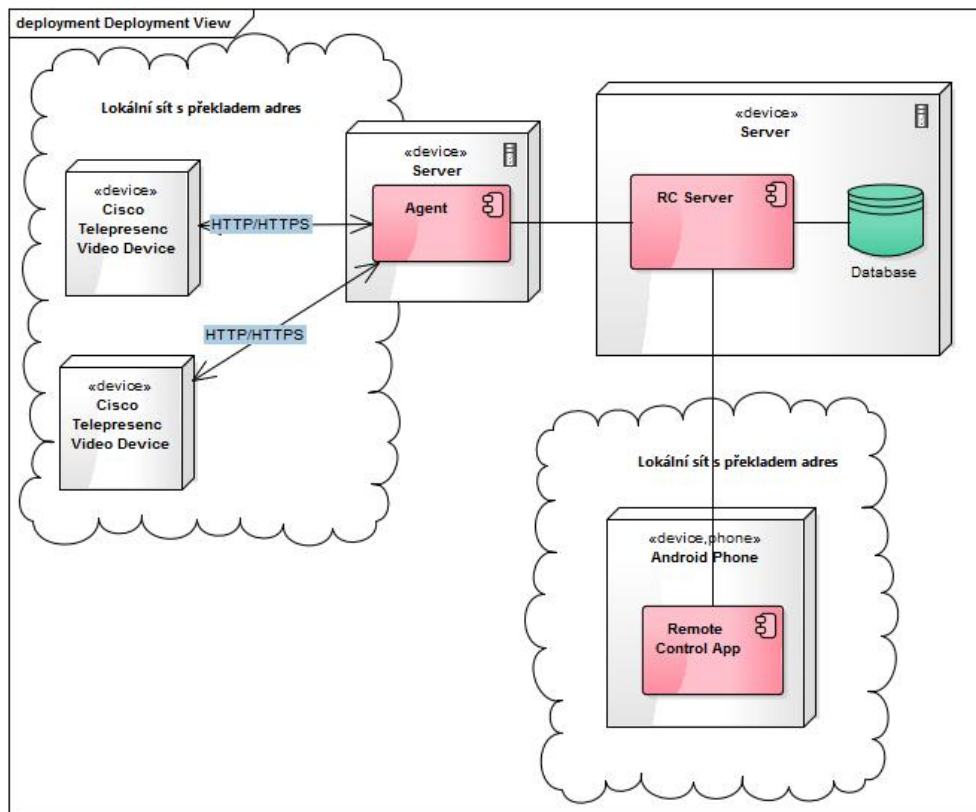 deployment Deployment View
Lokální sít s překladem adres
«device»
Cisco
Telepresenc
Video Device
HTTP/HTTPS
«device»
Server
Agent
«device»
Server
RC Server
Database
HTTP/HTTPS
«device»
Cisco
Telepresenc
Video Device
Lokální sít s překladem adres
«device,phone»
Android Phone
Remote
Control App